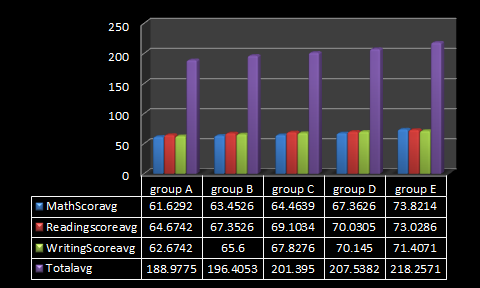 250
200
150
100
50
0
group A group B group C group D group E
MathScoreavg 61.6292 63.4526 64.4639 67.3626 73.8214
Readingscoreavg 64.6742 67.3526 69.1034 70.0305 73.0286
WritingScoreavg 62.6742 65.6 67.8276 70.145 71.4071
Totalavg 188.9775 196.4053 201.395 207.5382 218.2571